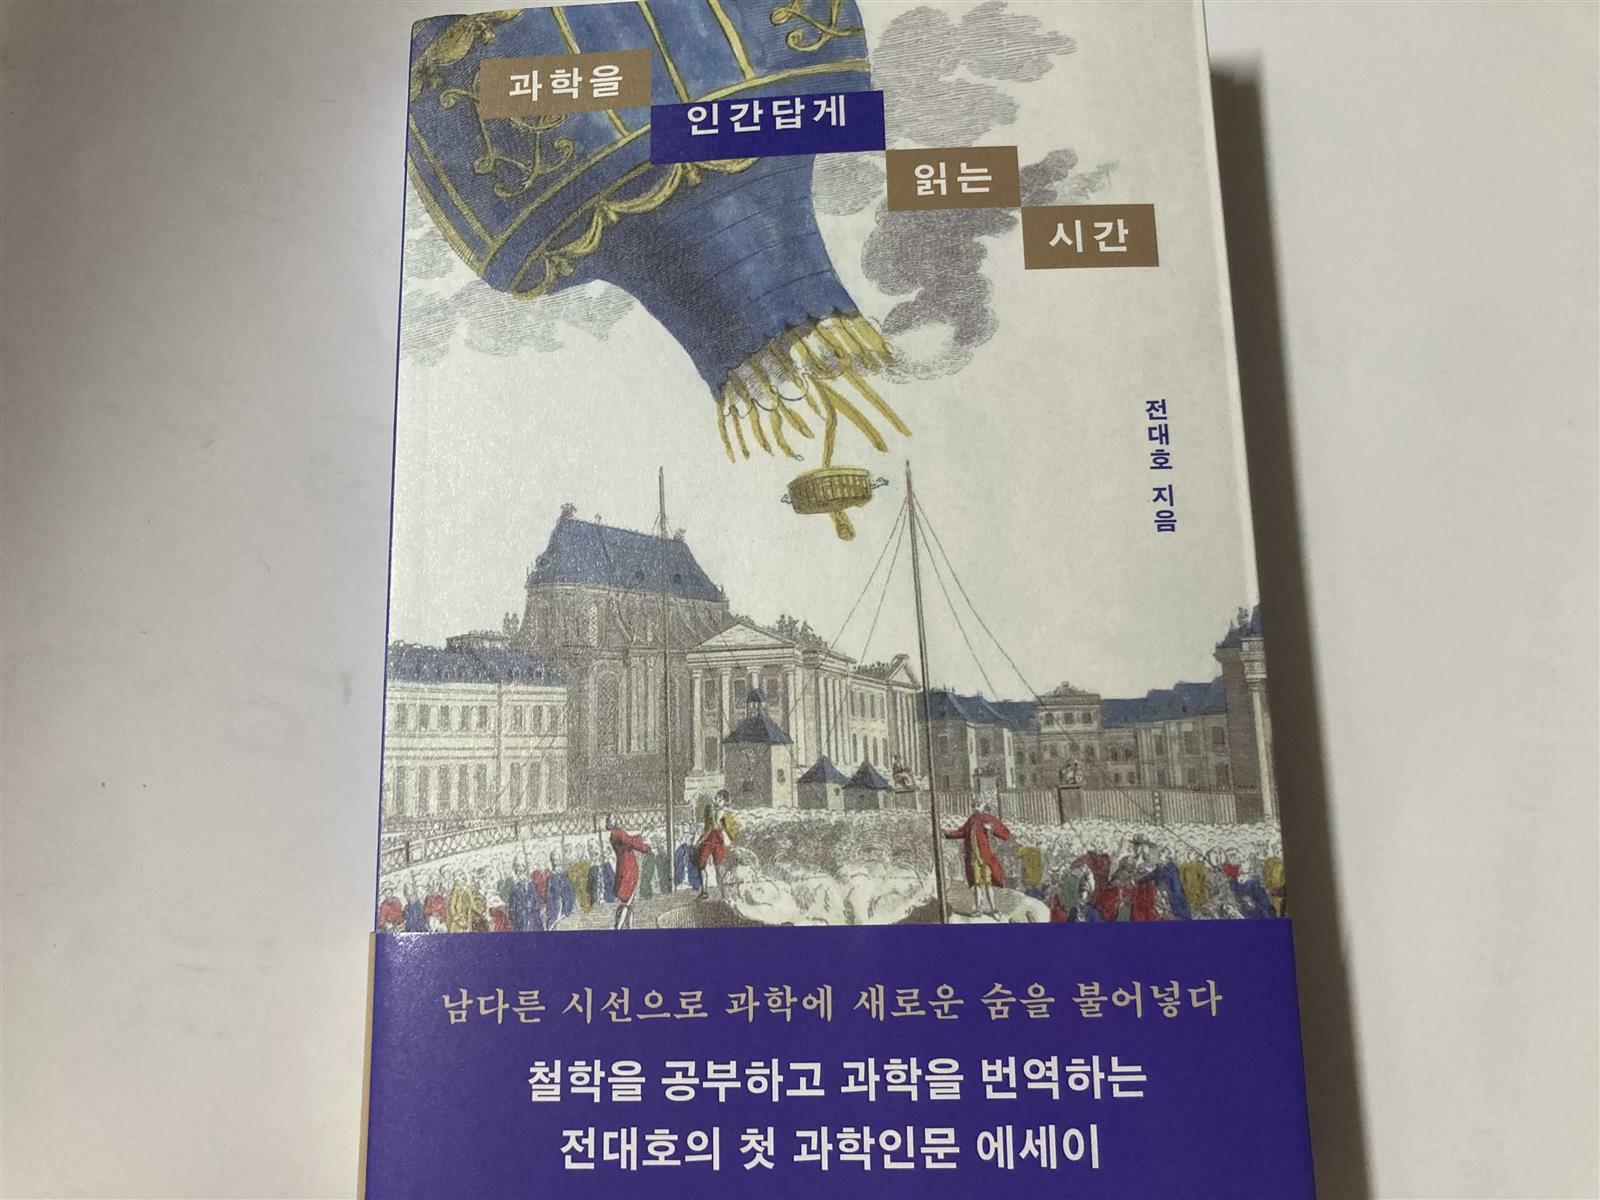 과학을
인간답게
읽는
시간
전대호 지음
남다른 시선으로 과학에 새로운 숨을 불어넣다
철학을 공부하고 과학을 번역하는
전대호의 첫 과학인문 에세이